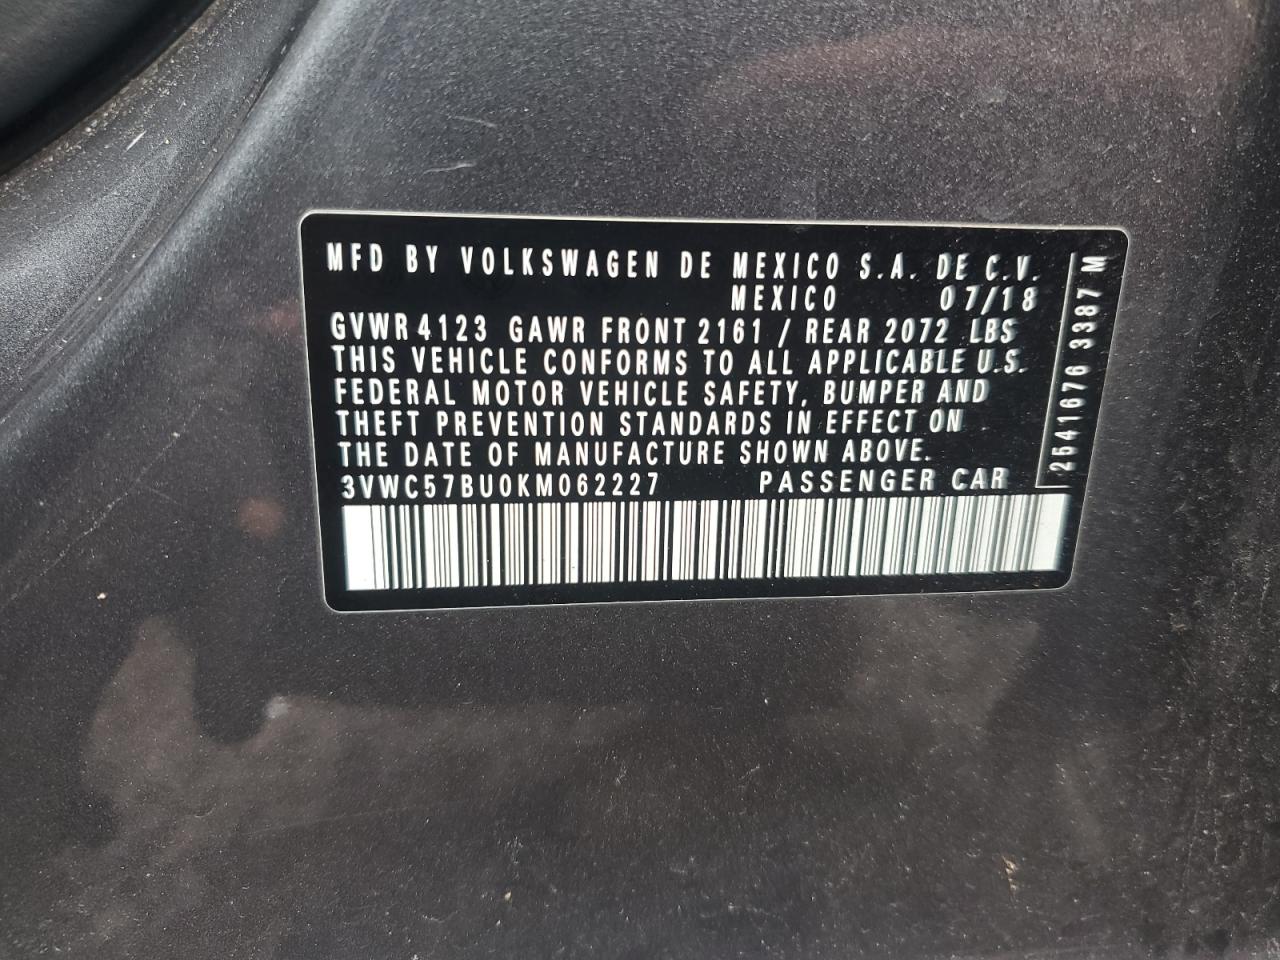 MFD BY VOLKSWAGEN DE MEXICO S.A. DE C.V.
MEXICO 07/18
GVWR 4123 GAWR FRONT 2161 / REAR 2072 LBS
THIS VEHICLE CONFORMS TO ALL APPLICABLE U.S.
FEDERAL MOTOR VEHICLE SAFETY, BUMPER AND
THEFT PREVENTION STANDARDS IN EFFECT ON
THE DATE OF MANUFACTURE SHOWN ABOVE.
3VWC57BU0KM062227 PASSENGER CAR
2541676 3387 M